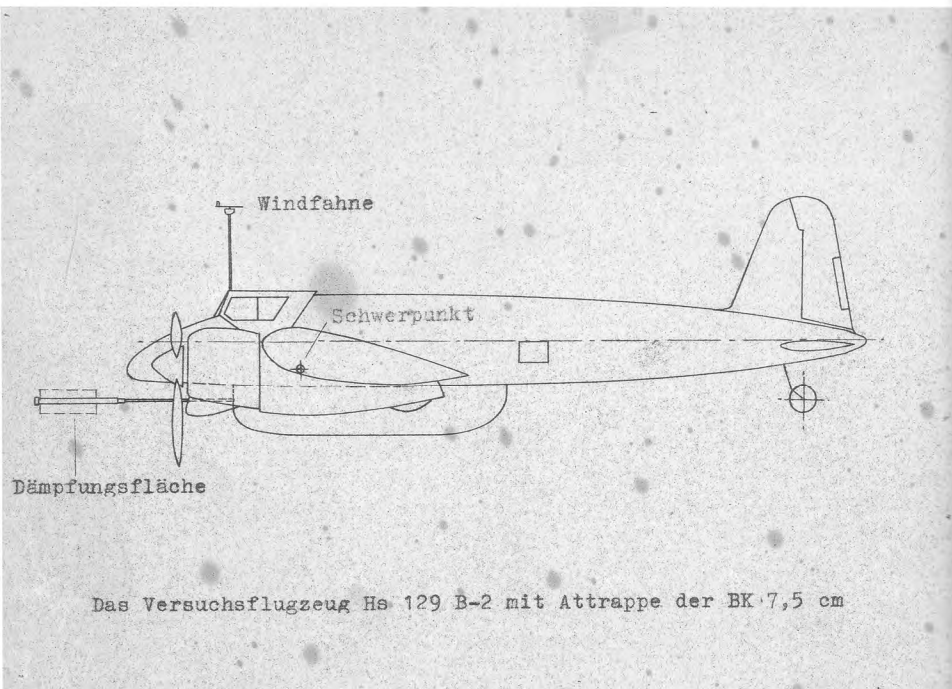 Windfahne
Schwerpunkt
Dämpfungsfläche
Das Versuchsflugzeug Hs 129 B-2 mit Attrappe der BK 7,5 cm